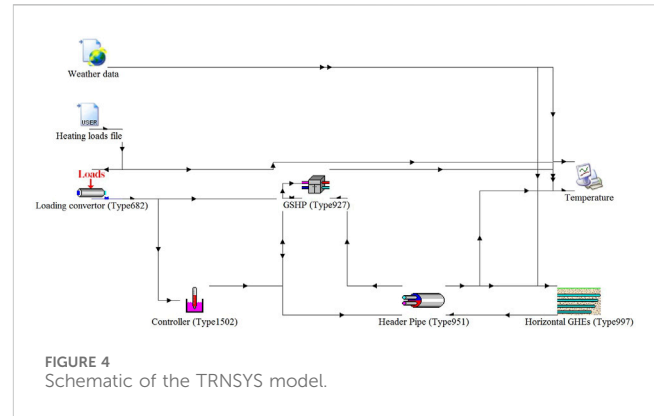 Weather data
USER
Heating loads file
Loads
Loading convertor (Type682)
GSHP (Type927)
Temperature
Controller (Type1502)
Header Pipe (Type951)
Horizontal GHEs (Type997)
FIGURE 4
Schematic of the TRNSYS model.